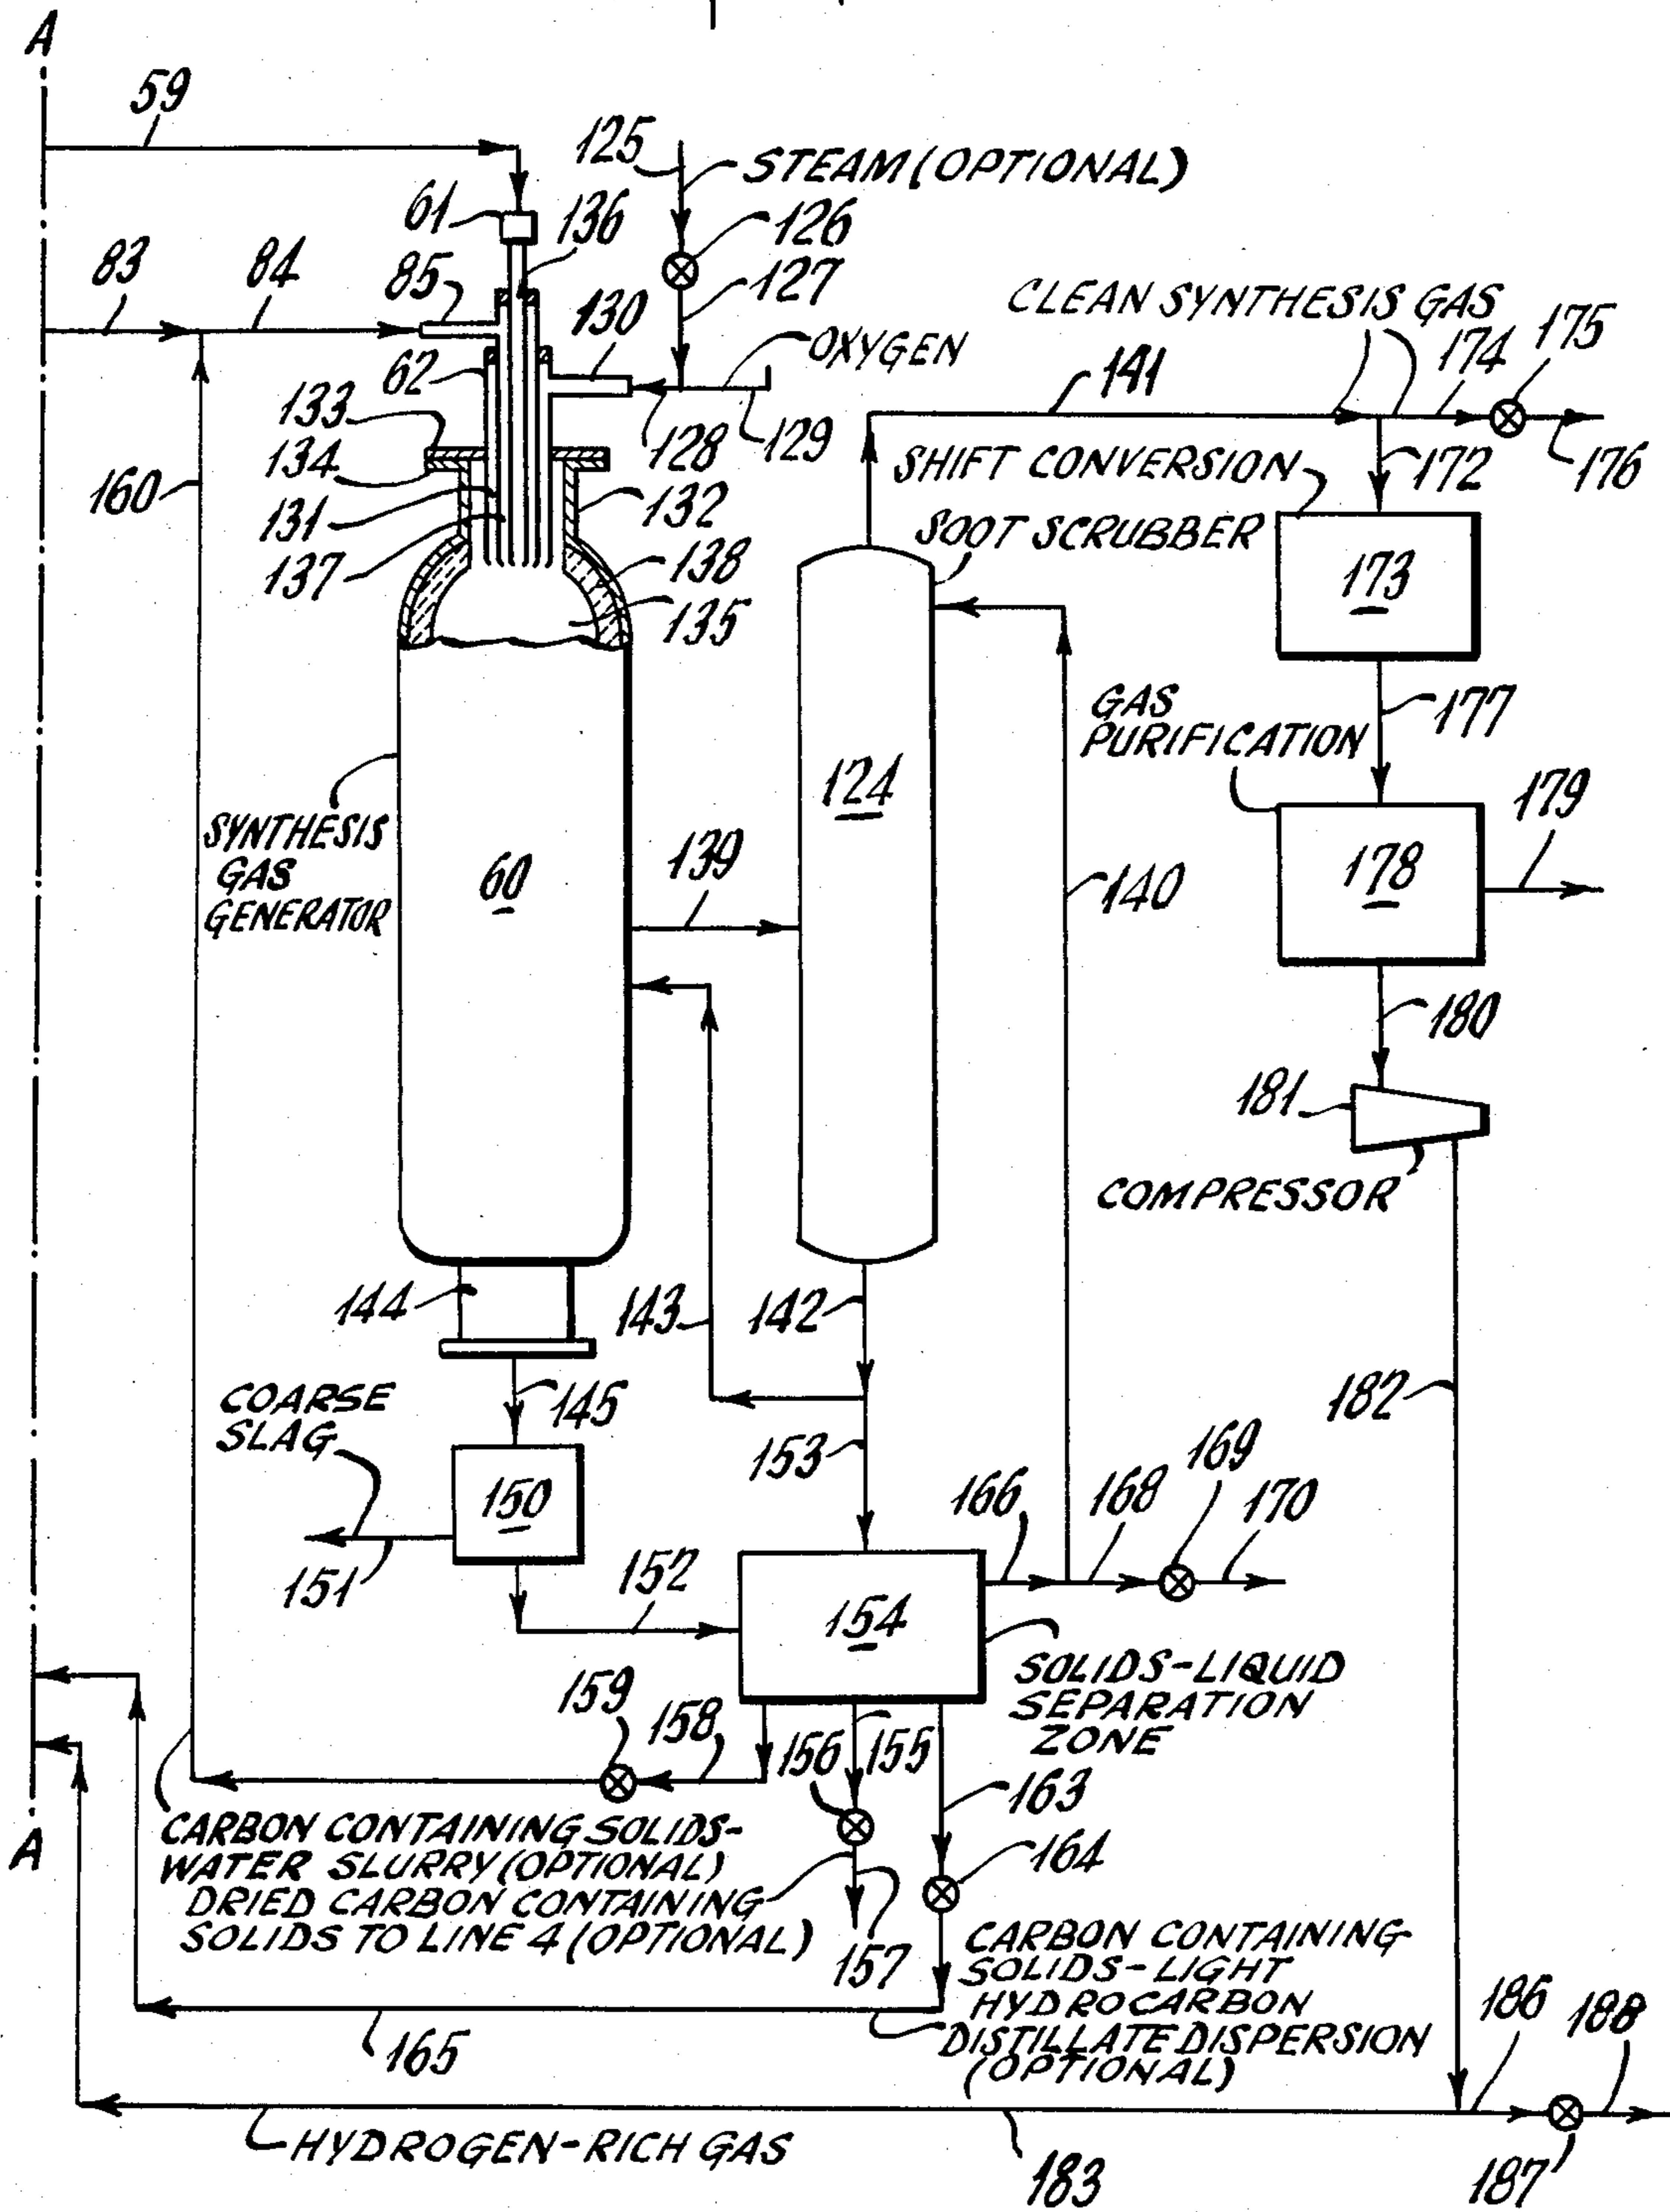 A
59
125
STEAM (OPTIONAL)
61
136
126
83
84
85
127
CLEAN SYNTHESIS GAS
130
OXYGEN
174
175
62
141
133
128
129
134
SHIFT CONVERSION
172
176
160
131
132
SOOT SCRUBBER
137
138
173
135
GAS
PURIFICATION
177
124
179
SYNTHESIS
GAS
GENERATOR
60
139
140
178
180
181
COMPRESSOR
144
143
142
182
COARSE
SLAG
145
153
169
150
166
168
170
151
152
154
SOLIDS-LIQUID
SEPARATION
ZONE
159
158
156
155
163
A
CARBON CONTAINING SOLIDS-
WATER SLURRY (OPTIONAL)
164
DRIED CARBON CONTAINING
SOLIDS TO LINE 4 (OPTIONAL)
157
CARBON CONTAINING
SOLIDS-LIGHT
HYDROCARBON
DISTILLATE DISPERSION
(OPTIONAL)
165
186
188
HYDROGEN-RICH GAS
183
187